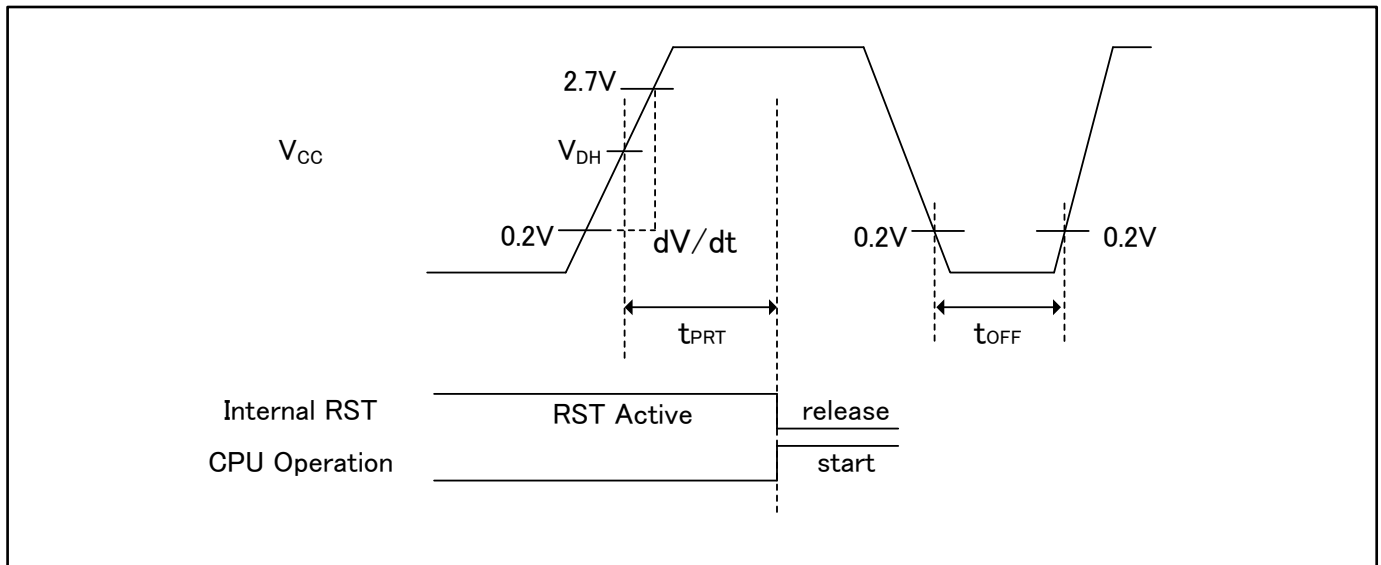 2.7V
VCC
VDH
0.2V
dV/dt
0.2V
0.2V
tPRT
tOFF
Internal RST
RST Active
release
CPU Operation
start